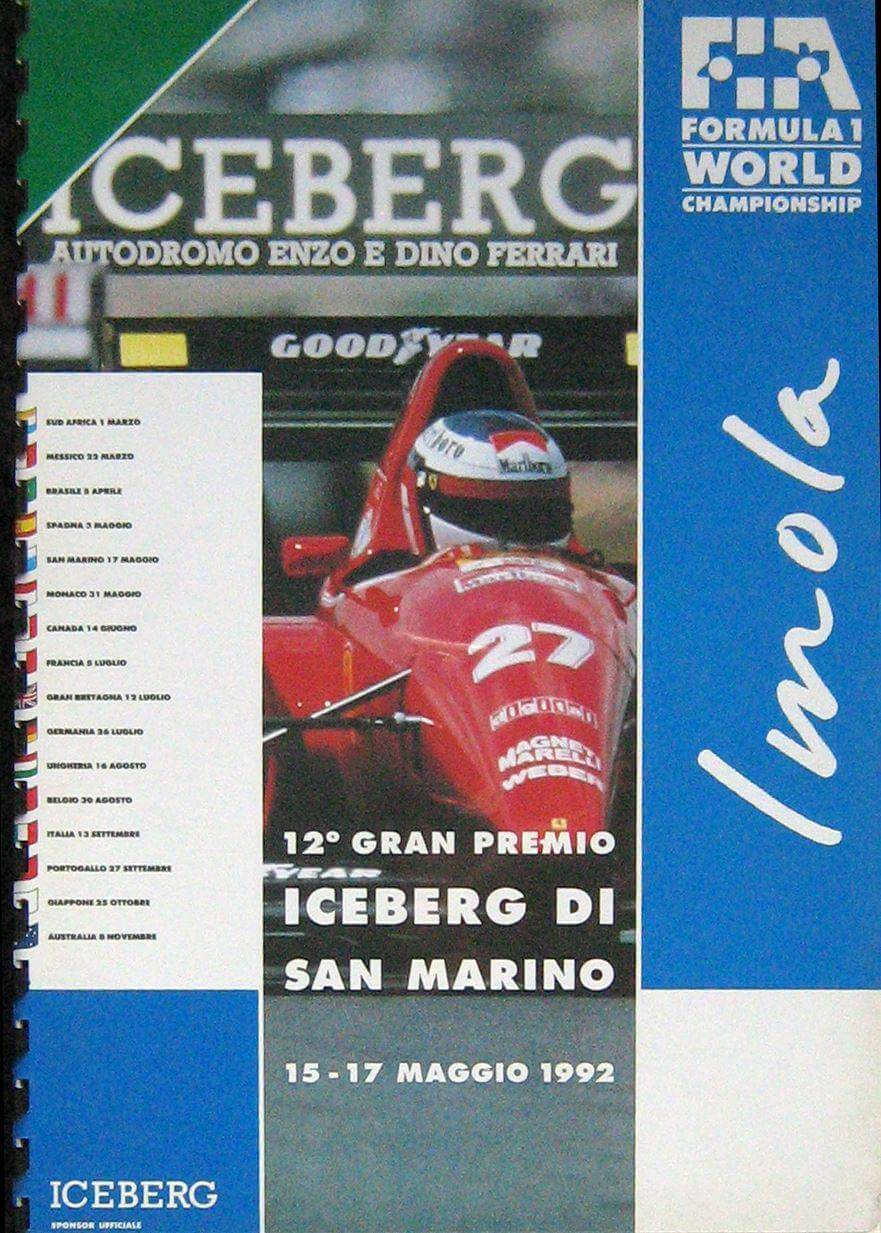 FIA
FORMULA 1
WORLD
CHAMPIONSHIP
ICEBERG
AUTODROMO ENZO E DINO FERRARI
GOODYEAR
Marlboro
Marlboro
27
MAGNETI
MARELLI
WEBER
SUD AFRICA 1 MARZO
MESSICO 22 MARZO
BRASILE 5 APRILE
SPAGNA 3 MAGGIO
SAN MARINO 17 MAGGIO
MONACO 31 MAGGIO
CANADA 14 GIUGNO
FRANCIA 5 LUGLIO
GRAN BRETAGNA 12 LUGLIO
GERMANIA 26 LUGLIO
UNGHERIA 16 AGOSTO
BELGIO 30 AGOSTO
ITALIA 13 SETTEMBRE
PORTOGALLO 27 SETTEMBRE
GIAPPONE 25 OTTOBRE
AUSTRALIA 8 NOVEMBRE
Imola
12° GRAN PREMIO
YEAR
ICEBERG DI
SAN MARINO
15 - 17 MAGGIO 1992
ICEBERG
SPONSOR UFFICIALE